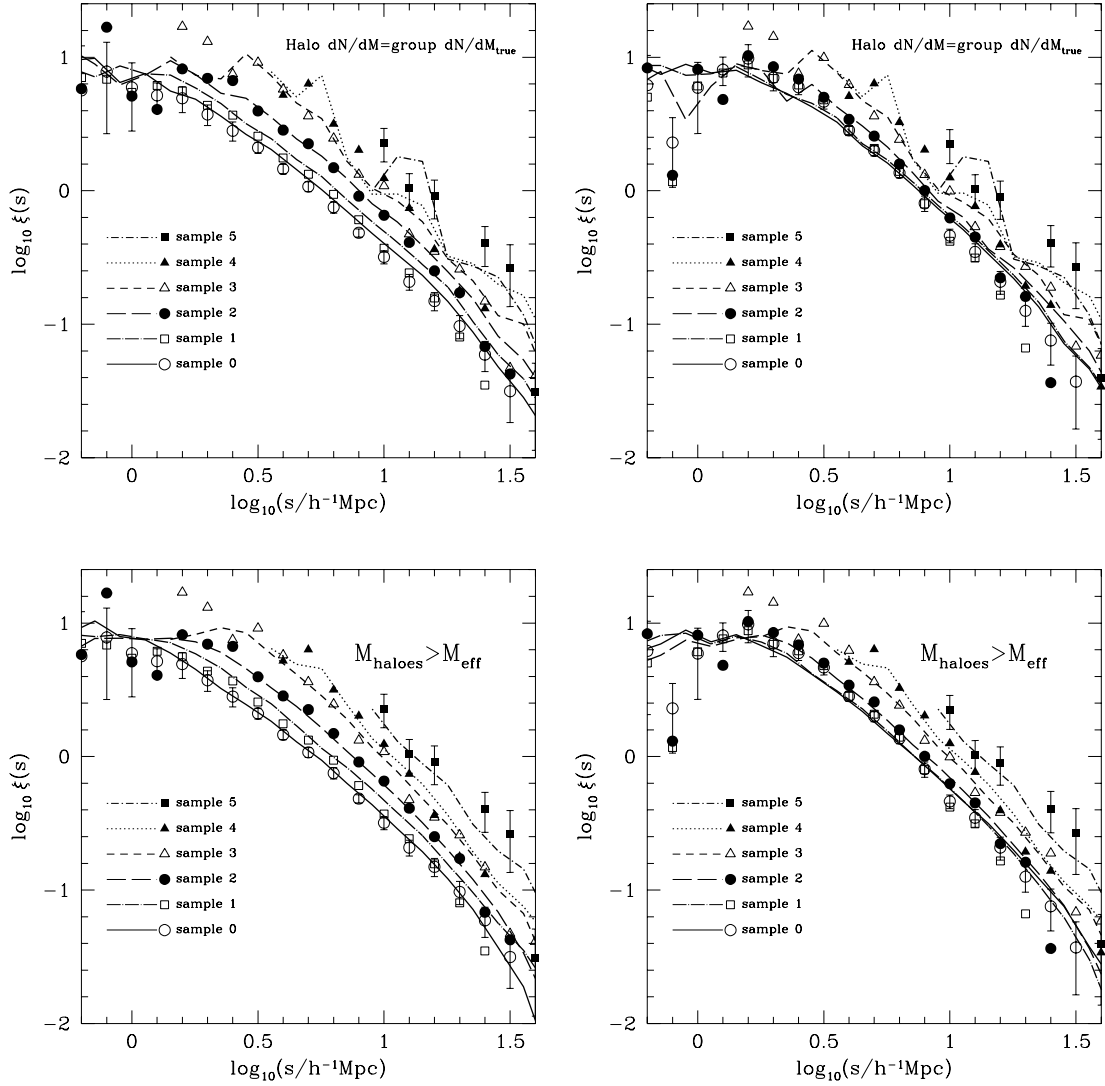 Halo dN/dM=group dN/dM_true
log₁₀ ξ(s)
1
0
−1
−2
sample 5
sample 4
sample 3
sample 2
sample 1
sample 0
0
0.5
1
1.5
log₁₀(s/h⁻¹Mpc)
Halo dN/dM=group dN/dM_true
log₁₀ ξ(s)
1
0
−1
−2
sample 5
sample 4
sample 3
sample 2
sample 1
sample 0
0
0.5
1
1.5
log₁₀(s/h⁻¹Mpc)
M_haloes>M_eff
log₁₀ ξ(s)
1
0
−1
−2
sample 5
sample 4
sample 3
sample 2
sample 1
sample 0
0
0.5
1
1.5
log₁₀(s/h⁻¹Mpc)
M_haloes>M_eff
log₁₀ ξ(s)
1
0
−1
−2
sample 5
sample 4
sample 3
sample 2
sample 1
sample 0
0
0.5
1
1.5
log₁₀(s/h⁻¹Mpc)